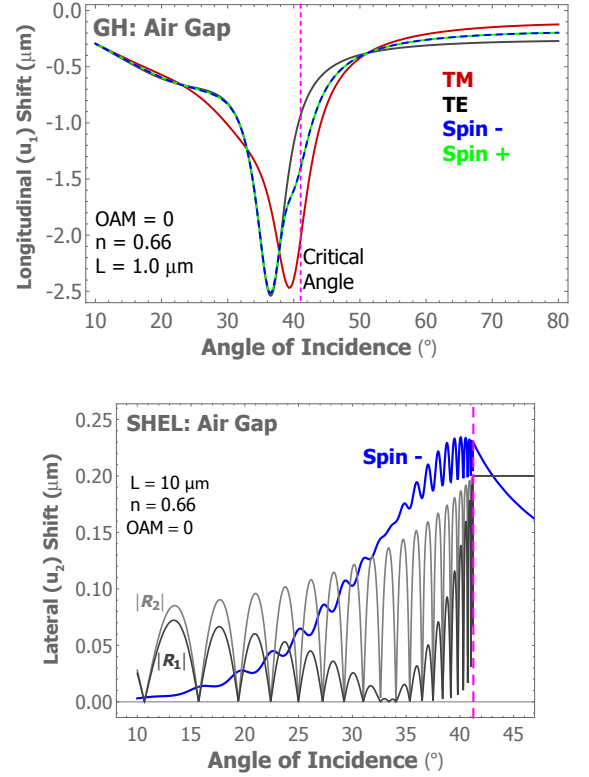 GH: Air Gap
Longitudinal (u1) Shift (μm)
0.0
-0.5
-1.0
-1.5
-2.0
-2.5
TM
TE
Spin -
Spin +
OAM = 0
n = 0.66
L = 1.0 μm
Critical
Angle
10 20 30 40 50 60 70 80
Angle of Incidence (°)
SHEL: Air Gap
Lateral (u2) Shift (μm)
0.25
0.20
0.15
0.10
0.05
0.00
Spin -
L = 10 μm
n = 0.66
OAM = 0
|R2|
|R1|
10 15 20 25 30 35 40 45
Angle of Incidence (°)